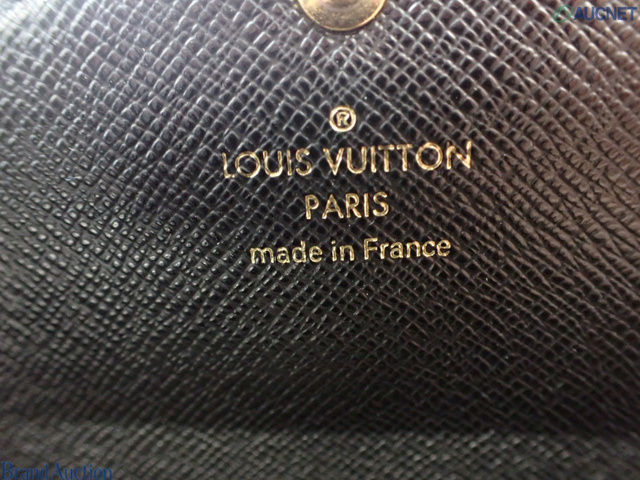 AUCNET
®
LOUIS VUITTON
PARIS
made in France
Brand Auction